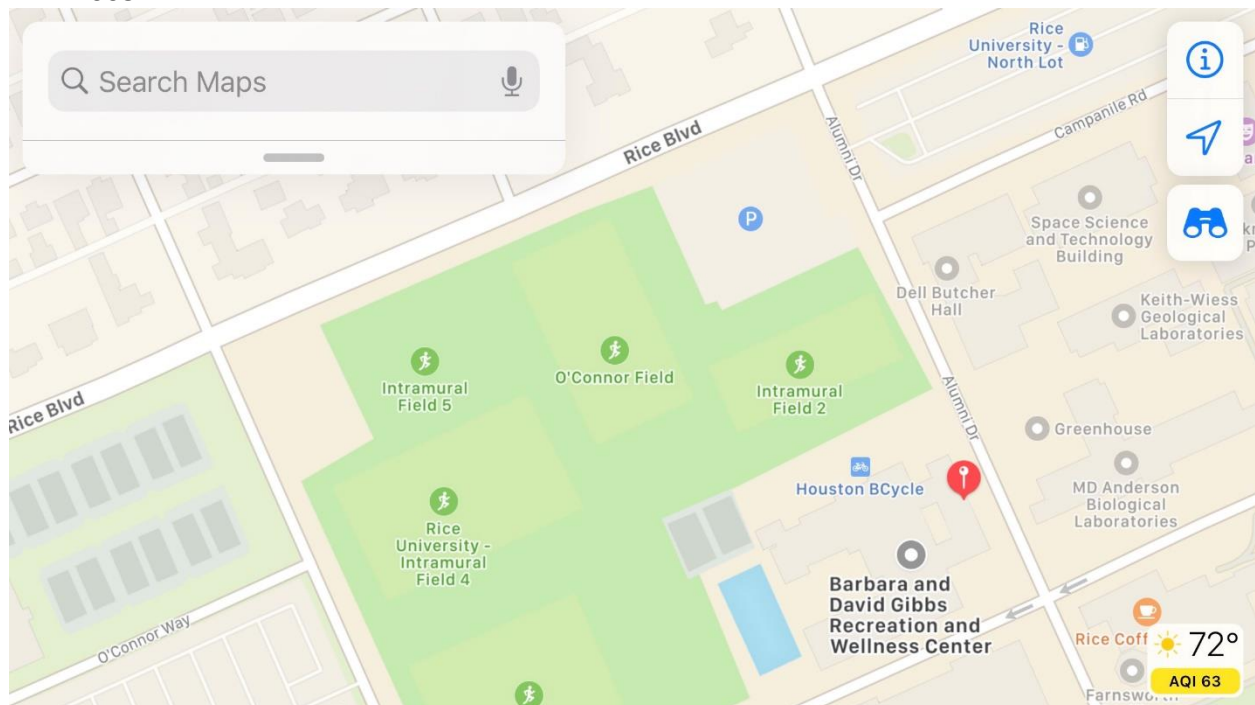 Search Maps
Rice
University -
North Lot
Campanile Rd
Alumni Dr
Rice Blvd
P
Space Science
and Technology
Building
Dell Butcher
Hall
Keith-Wiess
Geological
Laboratories
O'Connor Field
Intramural
Field 5
Intramural
Field 2
Rice Blvd
Alumni Dr
Greenhouse
Houston BCycle
MD Anderson
Biological
Laboratories
Rice
University -
Intramural
Field 4
Barbara and
David Gibbs
Recreation and
Wellness Center
O'Connor Way
Rice Coff
72°
AQI 63